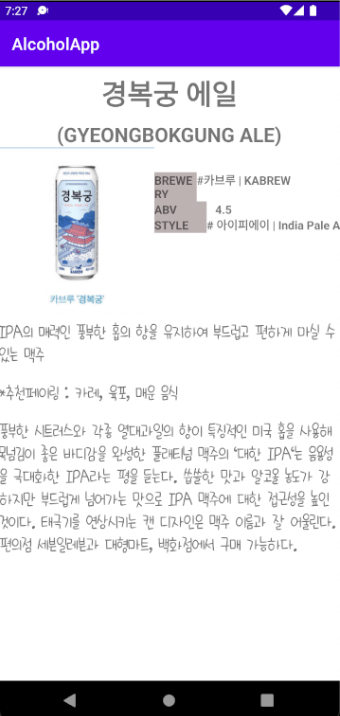 7:27
AlcoholApp
경복궁 에일
(GYEONGBOKGUNG ALE)
경복궁
카브루 '경복궁'
BREWE #카브루 | KABREW
RY
ABV 4.5
STYLE # 아이피에이 | India Pale A
IPA의 매력인 풍부한 홉의 향을 유지하여 부드럽고 편하게 마실 수
있는 맥주
*추천페어링 : 카레, 육포, 매운 음식
풍부한 시트러스와 각종 열대과일의 향이 특징적인 미국 홉을 사용해
목넘김이 좋은 바디감을 완성한 플래티넘 맥주의 '대한 IPA'는 음용성
을 극대화한 IPA라는 평을 듣는다. 씁쓸한 맛과 알코올 농도가 강
하지만 부드럽게 넘어가는 맛으로 IPA 맥주에 대한 접근성을 높인
것이다. 태극기를 연상시키는 캔 디자인은 맥주 이름과 잘 어울린다.
편의점 세븐일레븐과 대형마트, 백화점에서 구매 가능하다.